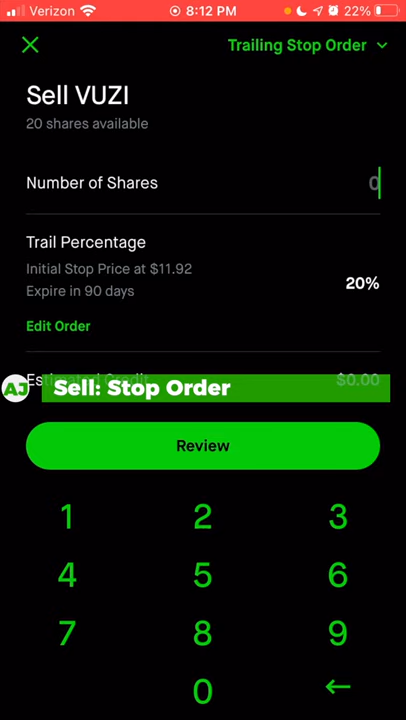 Verizon 8:12 PM 22%
Trailing Stop Order
Sell VUZI
20 shares available
Number of Shares 0
Trail Percentage
Initial Stop Price at $11.92
20%
Expire in 90 days
Edit Order
Estimated Credit $0.00
AJ Sell: Stop Order
Review
1 2 3
4 5 6
7 8 9
0